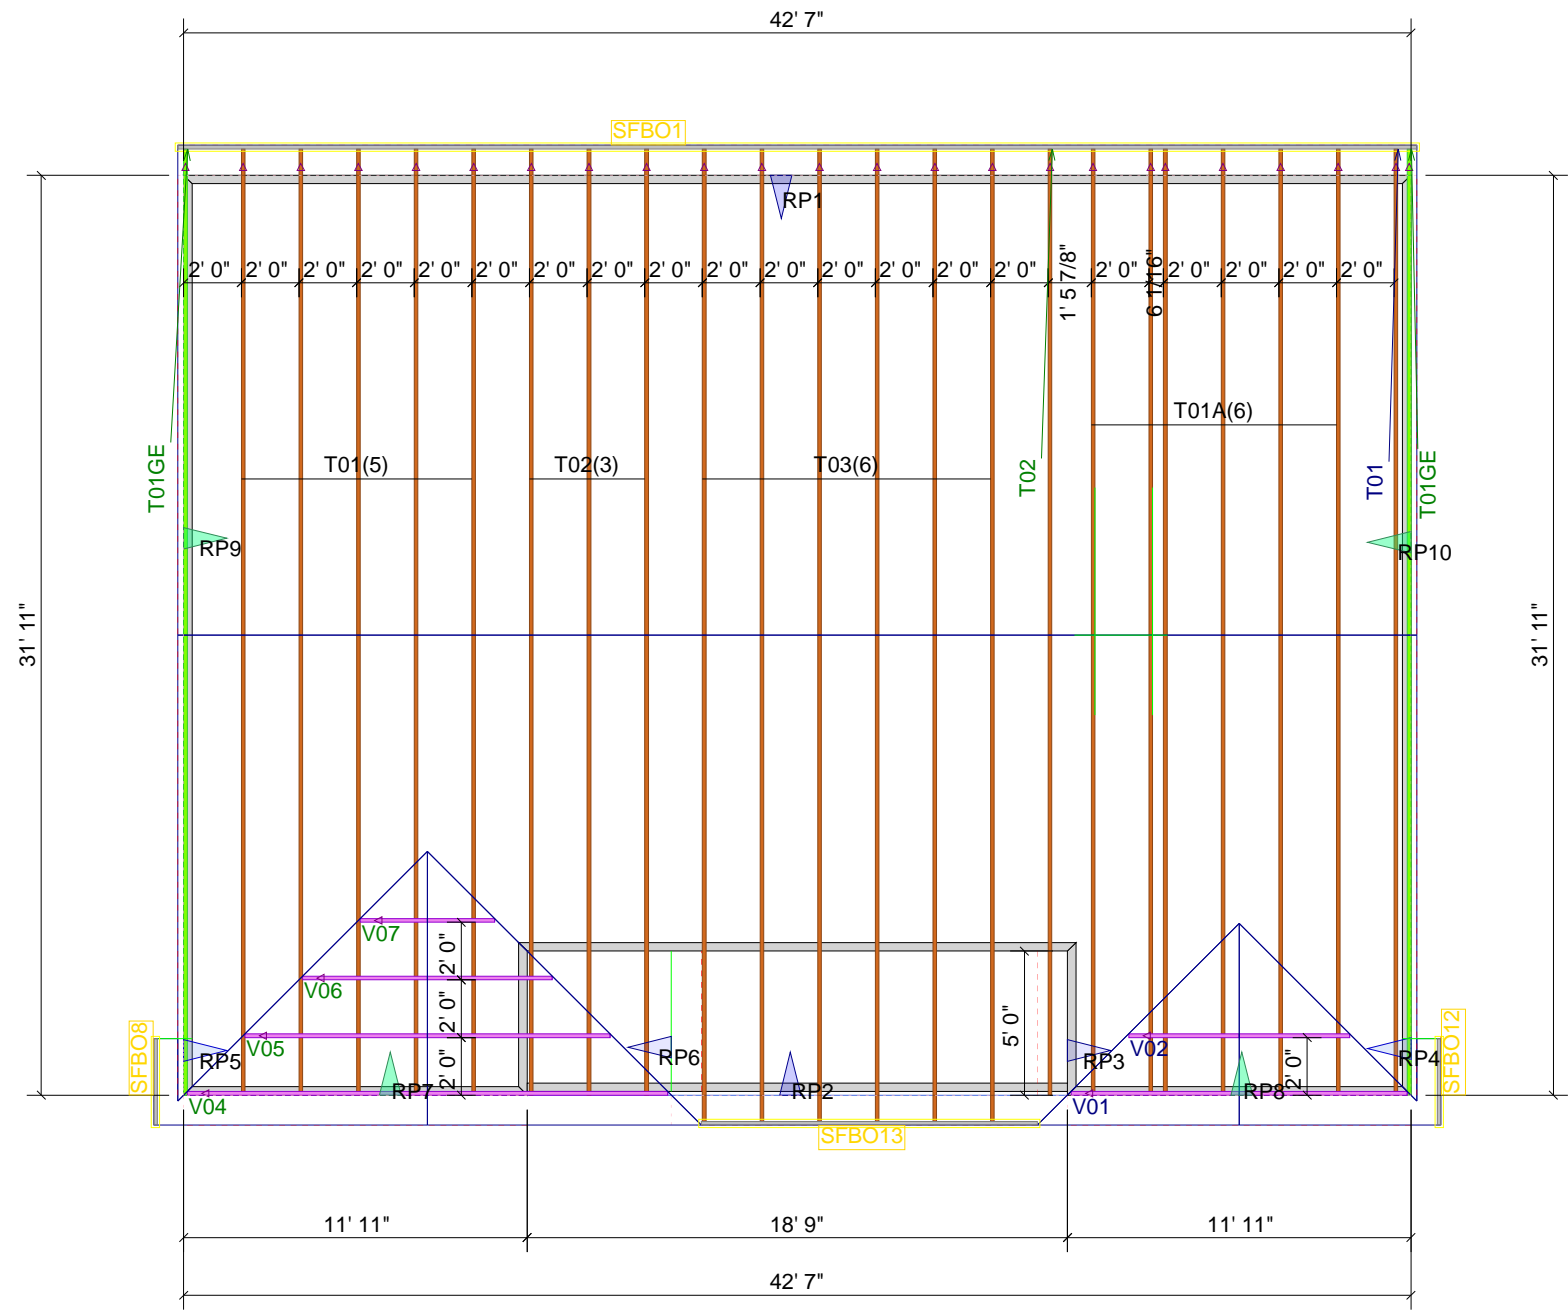 42' 7"
SFBO1
RP1
2' 0" 2' 0" 2' 0" 2' 0" 2' 0" 2' 0" 2' 0" 2' 0" 2' 0" 2' 0" 2' 0" 2' 0" 2' 0" 2' 0" 2' 0" 1' 5 7/8" 2' 0" 6 1/16" 2' 0" 2' 0" 2' 0" 2' 0"
T01A(6)
T01GE
T01(5)
T02(3)
T03(6)
T02
T01
T01GE
RP9
RP10
31' 11"
31' 11"
V07
2' 0"
V06
2' 0"
5' 0"
V05
V02
SFBO8
RP5
RP6
RP3
RP4
SFBO12
2' 0"
2' 0"
RP7
RP2
RP8
V04
V01
SFBO13
11' 11"
18' 9"
11' 11"
42' 7"